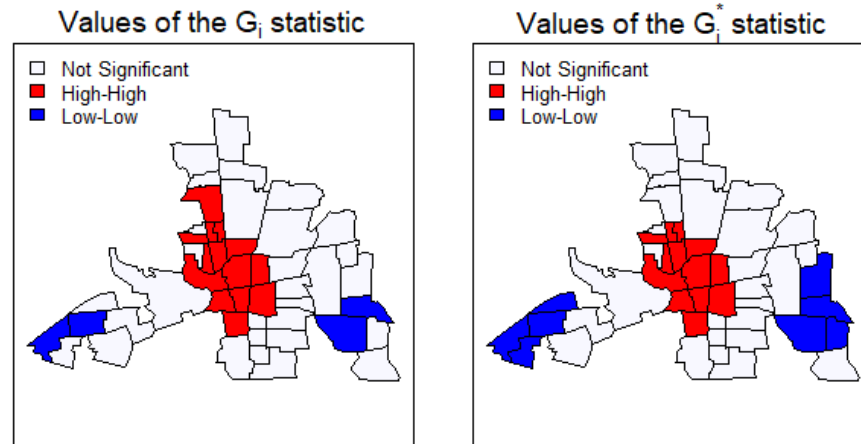 Values of the Gi statistic
Not Significant
High-High
Low-Low
Values of the Gi* statistic
Not Significant
High-High
Low-Low